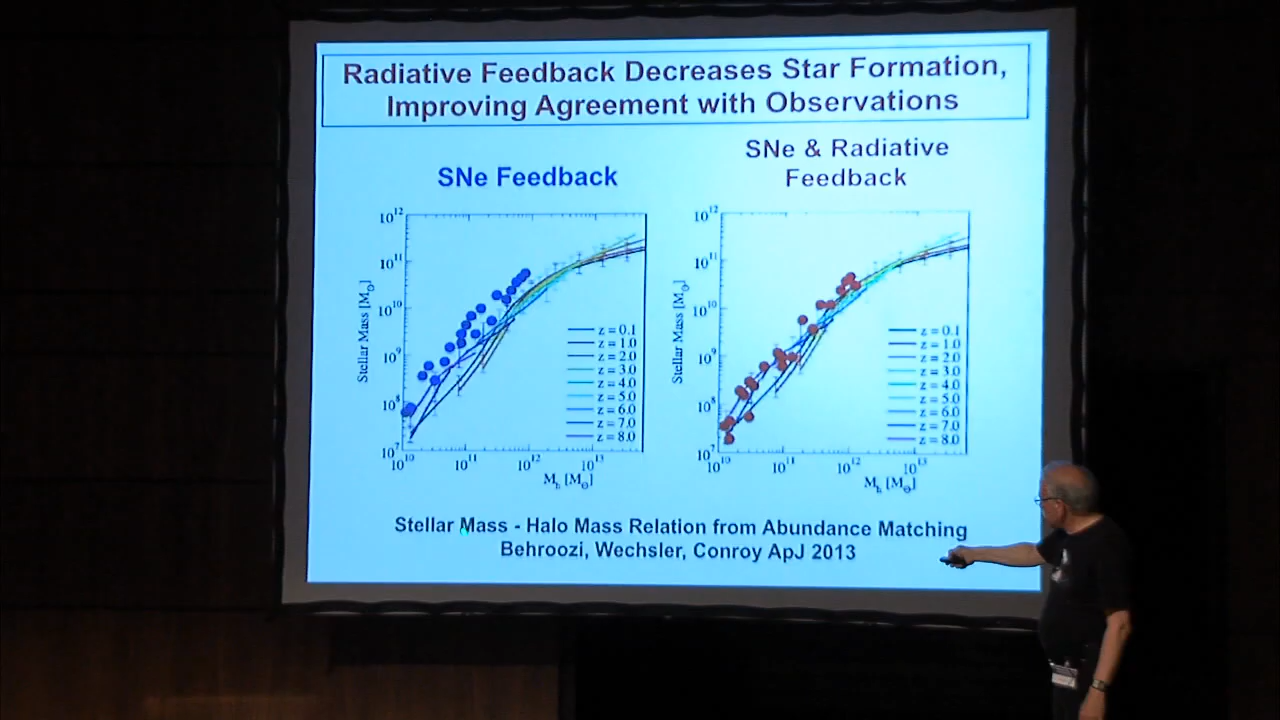 Radiative Feedback Decreases Star Formation,
Improving Agreement with Observations
SNe Feedback
SNe & Radiative
Feedback
10¹²
10¹¹
10¹⁰
10⁹
10⁸
10⁷
Stellar Mass [M⊙]
z = 0.1
z = 1.0
z = 2.0
z = 3.0
z = 4.0
z = 5.0
z = 6.0
z = 7.0
z = 8.0
10¹⁰ 10¹¹ 10¹² 10¹³
Mₕ [M⊙]
10¹²
10¹¹
10¹⁰
10⁹
10⁸
10⁷
Stellar Mass [M⊙]
z = 0.1
z = 1.0
z = 2.0
z = 3.0
z = 4.0
z = 5.0
z = 6.0
z = 7.0
z = 8.0
10¹⁰ 10¹¹ 10¹² 10¹³
Mₕ [M⊙]
Stellar Mass - Halo Mass Relation from Abundance Matching
Behroozi, Wechsler, Conroy ApJ 2013